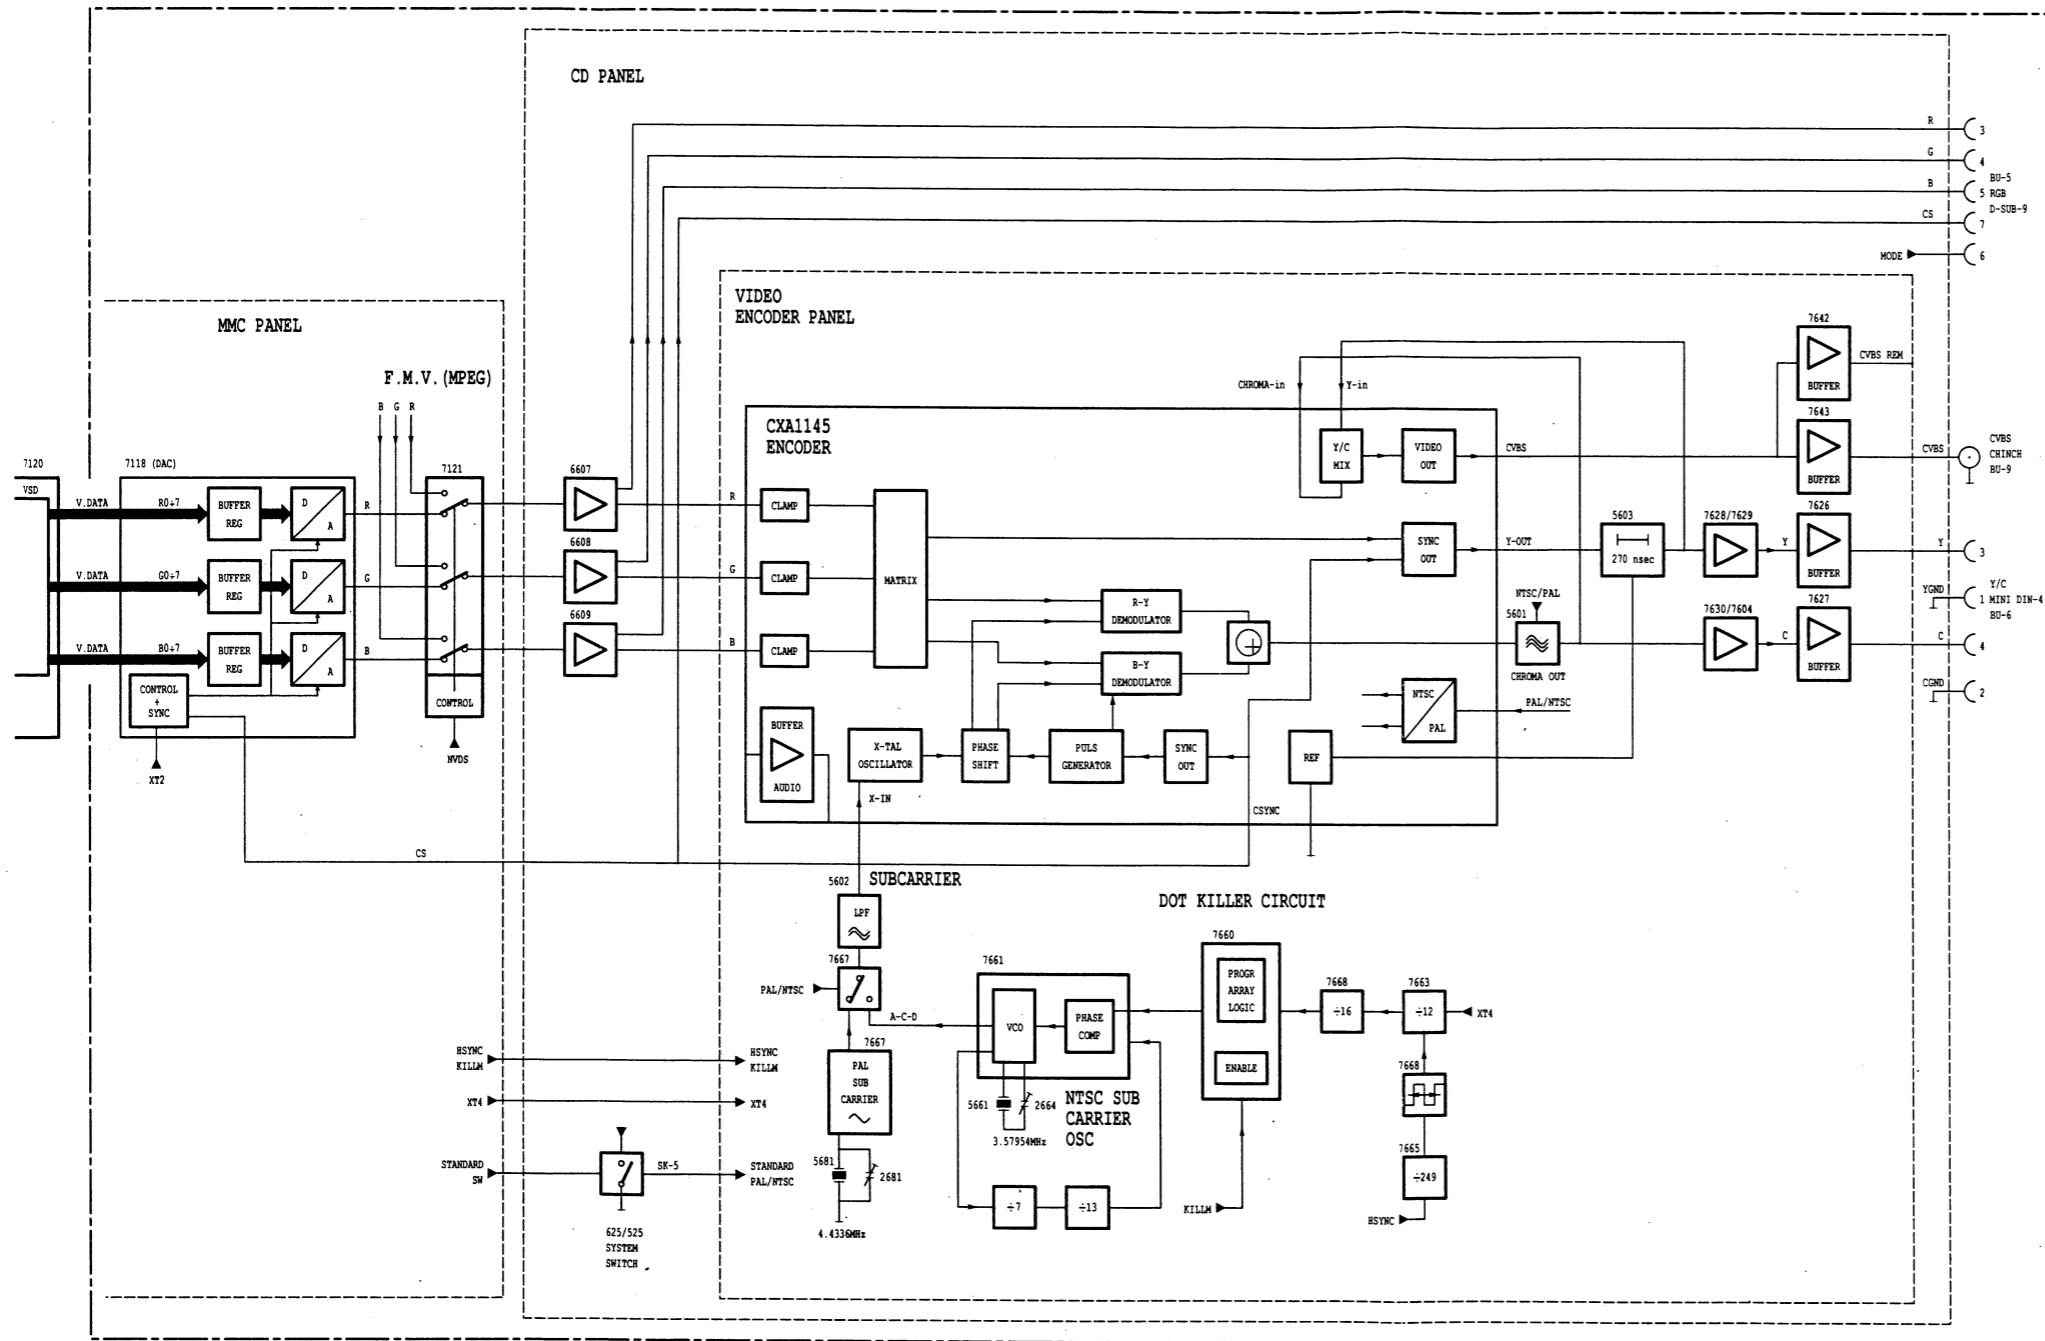 CD PANEL
R
3
G
4
BU-5
B
5 RGB
D-SUB-9
CS
7
MODE
6
VIDEO
ENCODER PANEL
MMC PANEL
F.M.V.(MPEG)
B G R
7642
CVBS REM
BUFFER
CHROMA-in
Y-in
CXA1145
ENCODER
Y/C
MIX
VIDEO
OUT
CVBS
7643
BUFFER
CVBS
CVBS
CHINCH
BU-9
7120
VSD
7118 (DAC)
7121
6607
V.DATA
R0÷7
BUFFER
REG
D
A
R
R
CLAMP
6608
V.DATA
G0÷7
BUFFER
REG
D
A
G
G
CLAMP
MATRIX
SYNC
OUT
Y-OUT
5603
270 nsec
7628/7629
Y
7626
BUFFER
Y
3
6609
V.DATA
B0÷7
BUFFER
REG
D
A
B
B
CLAMP
R-Y
DEMODULATOR
B-Y
DEMODULATOR
NTSC/PAL
5601
CHROMA OUT
7630/7604
C
7627
BUFFER
C
4
YGND
Y/C
1 MINI DIN-4
BU-6
CGND
2
CONTROL
+
SYNC
XT2
CONTROL
NVDS
BUFFER
AUDIO
X-TAL
OSCILLATOR
X-IN
PHASE
SHIFT
PULS
GENERATOR
SYNC
OUT
CSYNC
REF
NTSC
PAL
PAL/NTSC
CS
5602
SUBCARRIER
LPF
DOT KILLER CIRCUIT
7667
PAL/NTSC
A-C-D
7661
VCO
PHASE
COMP
7660
PROGR
ARRAY
LOGIC
ENABLE
7668
÷16
7663
÷12
XT4
HSYNC
KILLM
HSYNC
KILLM
7667
PAL
SUB
CARRIER
XT4
XT4
5661
2664
3.57954MHz
NTSC SUB
CARRIER
OSC
7668
7665
÷249
HSYNC
STANDARD
SW
SK-5
STANDARD
PAL/NTSC
625/525
SYSTEM
SWITCH
5681
2681
4.4336MHz
÷7
÷13
KILLM